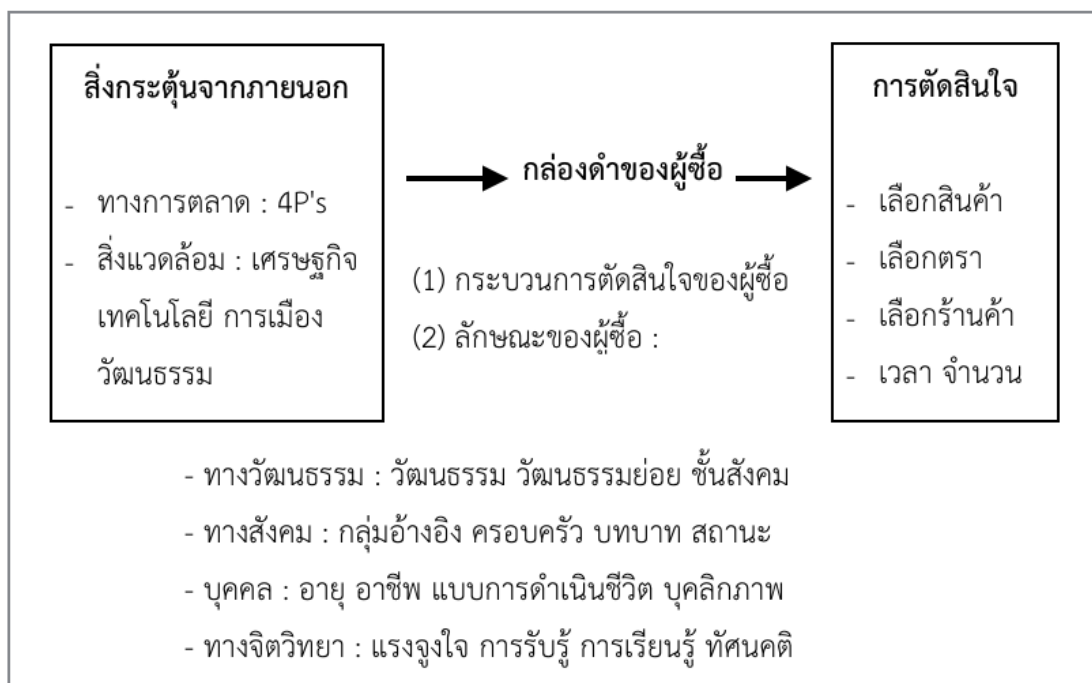 สิ่งกระตุ้นจากภายนอก
- ทางการตลาด : 4P's
- สิ่งแวดล้อม : เศรษฐกิจ
เทคโนโลยี การเมือง
วัฒนธรรม
กล่องดำของผู้ซื้อ
(1) กระบวนการตัดสินใจของผู้ซื้อ
(2) ลักษณะของผู้ซื้อ :
การตัดสินใจ
- เลือกสินค้า
- เลือกตรา
- เลือกร้านค้า
- เวลา จำนวน
- ทางวัฒนธรรม : วัฒนธรรม วัฒนธรรมย่อย ชั้นสังคม
- ทางสังคม : กลุ่มอ้างอิง ครอบครัว บทบาท สถานะ
- บุคคล : อายุ อาชีพ แบบการดำเนินชีวิต บุคลิกภาพ
- ทางจิตวิทยา : แรงจูงใจ การรับรู้ การเรียนรู้ ทัศนคติ